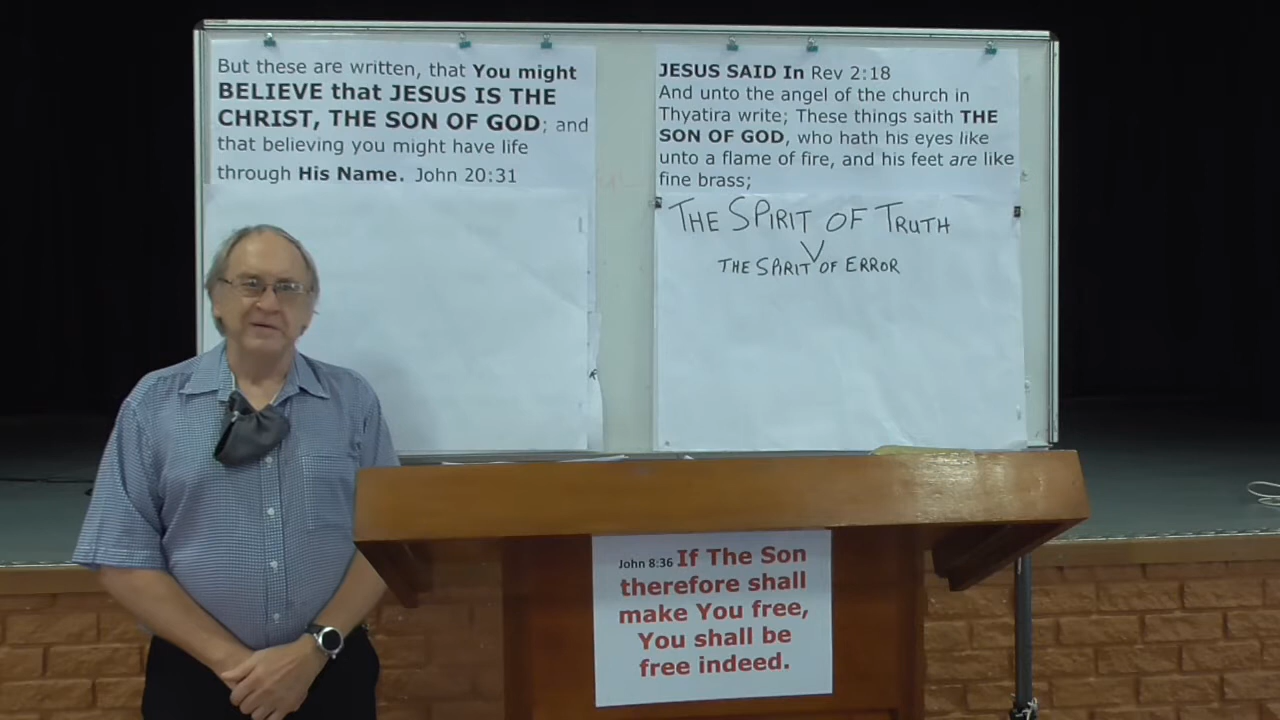 But these are written, that You might
BELIEVE that JESUS IS THE
CHRIST, THE SON OF GOD; and
that believing you might have life
through His Name. John 20:31
JESUS SAID In Rev 2:18
And unto the angel of the church in
Thyatira write; These things saith THE
SON OF GOD, who hath his eyes like
unto a flame of fire, and his feet are like
fine brass;
THE SPIRIT OF TRUTH
V
THE SPIRIT OF ERROR
John 8:36 If The Son
therefore shall
make You free,
You shall be
free indeed.